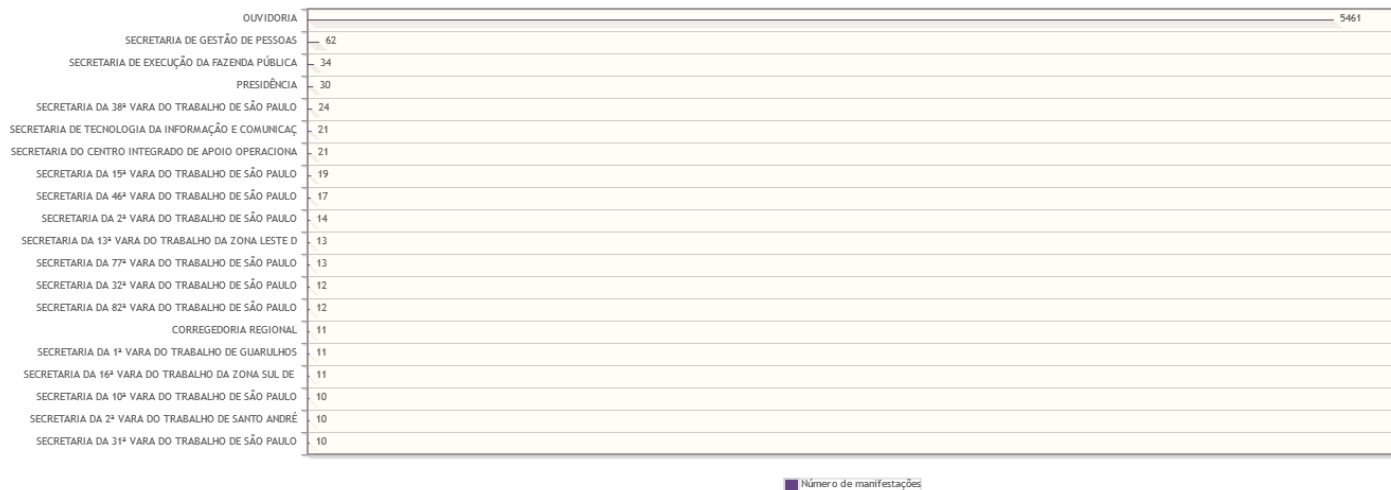 OUVIDORIA 5461
SECRETARIA DE GESTÃO DE PESSOAS 62
SECRETARIA DE EXECUÇÃO DA FAZENDA PÚBLICA 34
PRESIDÊNCIA 30
SECRETARIA DA 38ª VARA DO TRABALHO DE SÃO PAULO 24
SECRETARIA DE TECNOLOGIA DA INFORMAÇÃO E COMUNICAÇ 21
SECRETARIA DO CENTRO INTEGRADO DE APOIO OPERACIONA 21
SECRETARIA DA 15ª VARA DO TRABALHO DE SÃO PAULO 19
SECRETARIA DA 46ª VARA DO TRABALHO DE SÃO PAULO 17
SECRETARIA DA 2ª VARA DO TRABALHO DE SÃO PAULO 14
SECRETARIA DA 13ª VARA DO TRABALHO DA ZONA LESTE D 13
SECRETARIA DA 77ª VARA DO TRABALHO DE SÃO PAULO 13
SECRETARIA DA 32ª VARA DO TRABALHO DE SÃO PAULO 12
SECRETARIA DA 82ª VARA DO TRABALHO DE SÃO PAULO 12
CORREGEDORIA REGIONAL 11
SECRETARIA DA 1ª VARA DO TRABALHO DE GUARULHOS 11
SECRETARIA DA 16ª VARA DO TRABALHO DA ZONA SUL DE 11
SECRETARIA DA 10ª VARA DO TRABALHO DE SÃO PAULO 10
SECRETARIA DA 2ª VARA DO TRABALHO DE SANTO ANDRÉ 10
SECRETARIA DA 31ª VARA DO TRABALHO DE SÃO PAULO 10
Número de manifestações